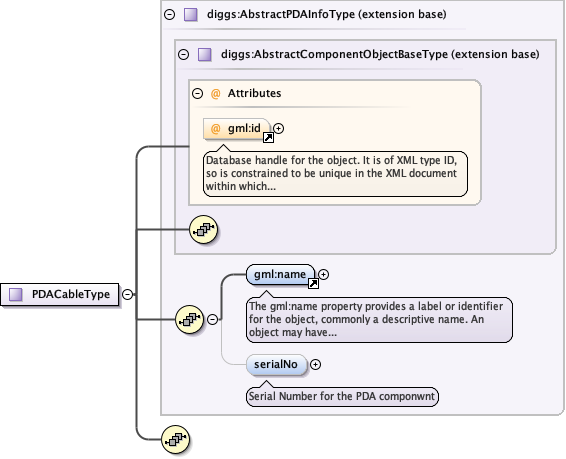 diggs:AbstractPDAInfoType (extension base)
diggs:AbstractComponentObjectBaseType (extension base)
@ Attributes
@ gml:id
Database handle for the object. It is of XML type ID,
so is constrained to be unique in the XML document
within which...
PDACableType
gml:name
The gml:name property provides a label or identifier
for the object, commonly a descriptive name. An
object may have...
serialNo
Serial Number for the PDA componwnt